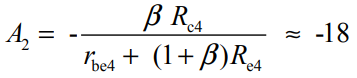 A₂ = - β R_c4 / (r_be4 + (1+β)R_e4) ≈ -18